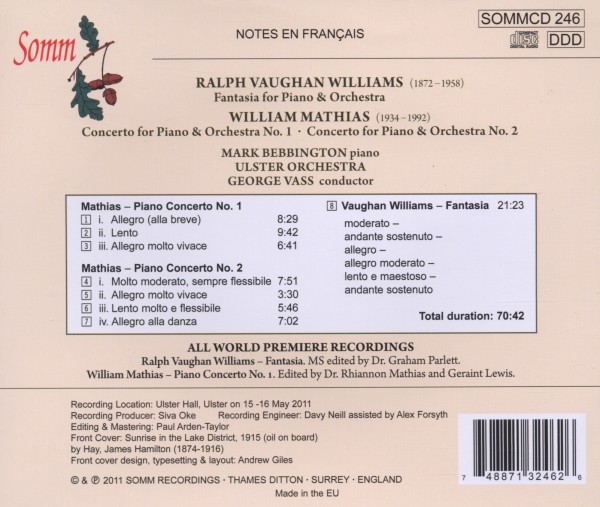 Somm
NOTES EN FRANÇAIS
SOMMCD 246
COMPACT disc DIGITAL AUDIO
DDD
RALPH VAUGHAN WILLIAMS (1872–1958)
Fantasia for Piano & Orchestra
WILLIAM MATHIAS (1934–1992)
Concerto for Piano & Orchestra No. 1 · Concerto for Piano & Orchestra No. 2
MARK BEBBINGTON piano
ULSTER ORCHESTRA
GEORGE VASS conductor
Mathias – Piano Concerto No. 1
1 i. Allegro (alla breve) 8:29
2 ii. Lento 9:42
3 iii. Allegro molto vivace 6:41
Mathias – Piano Concerto No. 2
4 i. Molto moderato, sempre flessibile 7:51
5 ii. Allegro molto vivace 3:30
6 iii. Lento molto e flessibile 5:46
7 iv. Allegro alla danza 7:02
8 Vaughan Williams – Fantasia 21:23
moderato –
andante sostenuto –
allegro –
allegro moderato –
lento e maestoso –
andante sostenuto
Total duration: 70:42
ALL WORLD PREMIERE RECORDINGS
Ralph Vaughan Williams – Fantasia. MS edited by Dr. Graham Parlett.
William Mathias – Piano Concerto No. 1. Edited by Dr. Rhiannon Mathias and Geraint Lewis.
Recording Location: Ulster Hall, Ulster on 15 -16 May 2011
Recording Producer: Siva Oke Recording Engineer: Davy Neill assisted by Alex Forsyth
Editing & Mastering: Paul Arden-Taylor
Front Cover: Sunrise in the Lake District, 1915 (oil on board)
by Hay, James Hamilton (1874-1916)
Front cover design, typesetting & layout: Andrew Giles
© & ℗ 2011 SOMM RECORDINGS · THAMES DITTON · SURREY · ENGLAND
Made in the EU
7 48871 32462 6